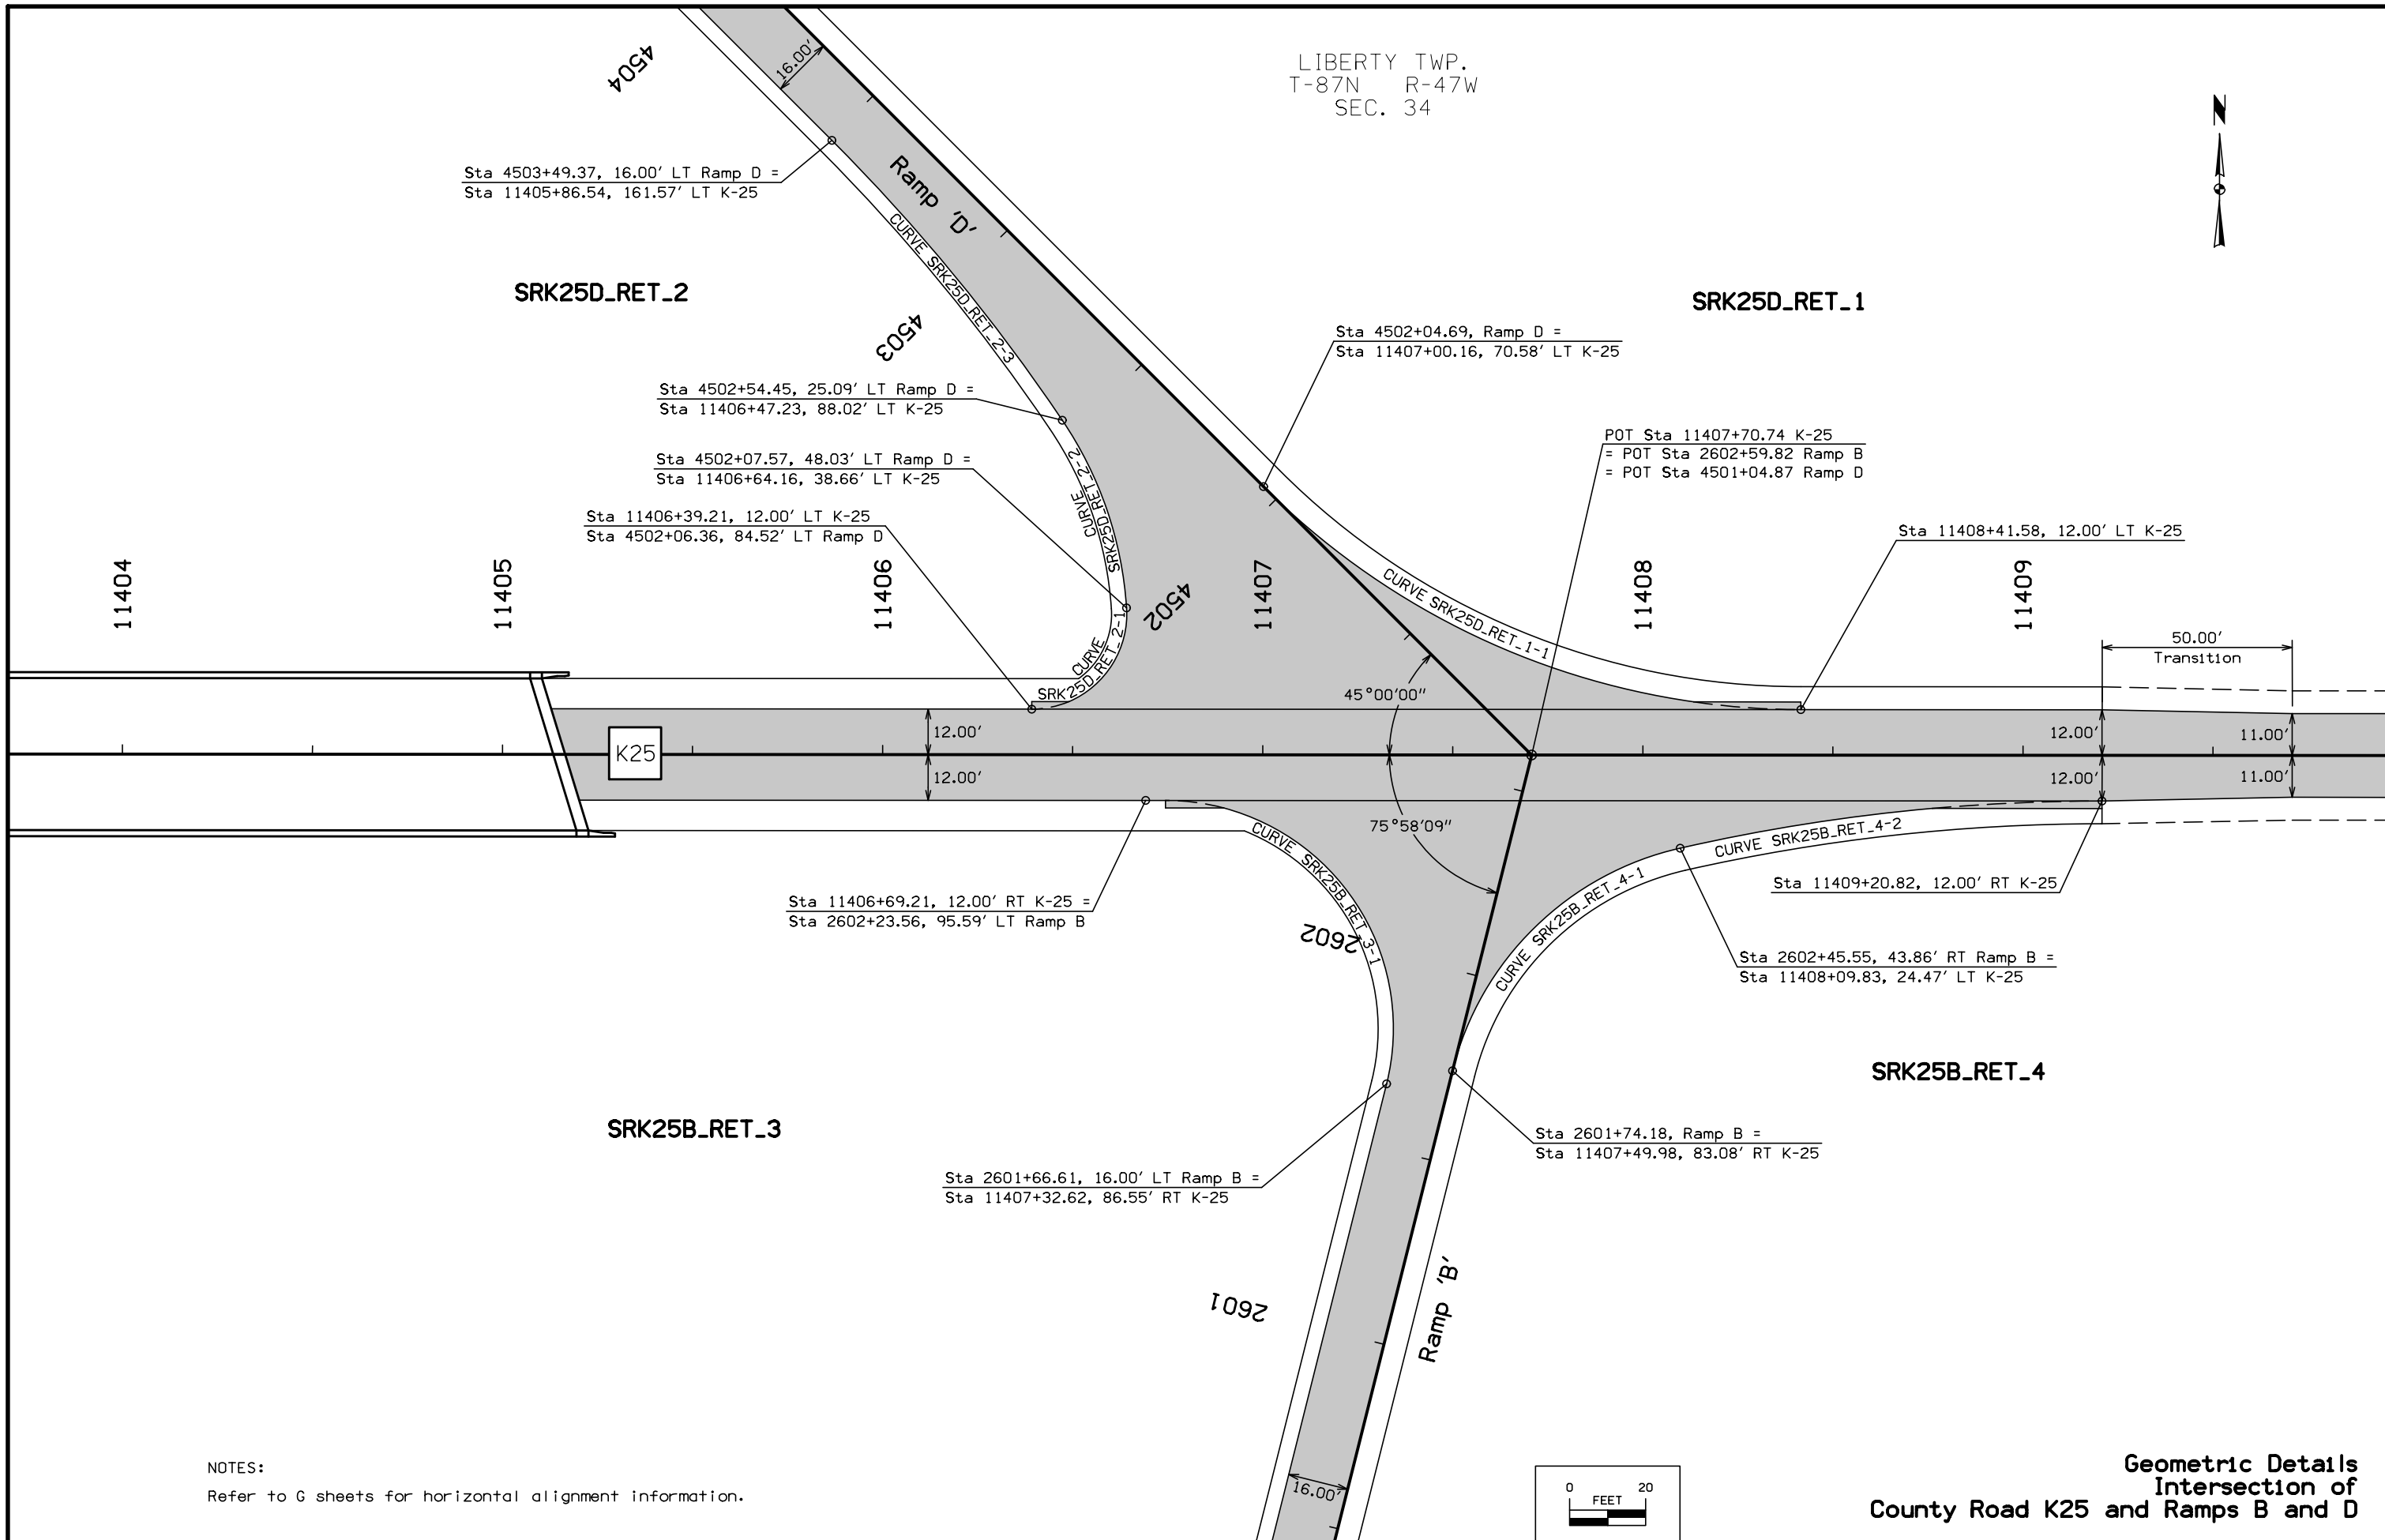 LIBERTY TWP.
T-87N R-47W
SEC. 34
N
4504
16.00'
Sta 4503+49.37, 16.00' LT Ramp D =
Sta 11405+86.54, 161.57' LT K-25
Ramp 'D'
CURVE SRK25D_RET_2-3
SRK25D_RET_2
SRK25D_RET_1
4503
Sta 4502+04.69, Ramp D =
Sta 11407+00.16, 70.58' LT K-25
Sta 4502+54.45, 25.09' LT Ramp D =
Sta 11406+47.23, 88.02' LT K-25
POT Sta 11407+70.74 K-25
= POT Sta 2602+59.82 Ramp B
= POT Sta 4501+04.87 Ramp D
Sta 4502+07.57, 48.03' LT Ramp D =
Sta 11406+64.16, 38.66' LT K-25
CURVE
SRK25D_RET_2-2
Sta 11406+39.21, 12.00' LT K-25
Sta 4502+06.36, 84.52' LT Ramp D
Sta 11408+41.58, 12.00' LT K-25
11404
11405
11406
4502
11407
11408
11409
CURVE SRK25D_RET_1-1
CURVE
SRK25D_RET_2-1
50.00'
Transition
45°00'00"
12.00'
12.00'
11.00'
K25
12.00'
12.00'
11.00'
75°58'09"
CURVE SRK25B_RET_3-1
CURVE SRK25B_RET_4-2
CURVE SRK25B_RET_4-1
Sta 11409+20.82, 12.00' RT K-25
Sta 11406+69.21, 12.00' RT K-25 =
Sta 2602+23.56, 95.59' LT Ramp B
2602
Sta 2602+45.55, 43.86' RT Ramp B =
Sta 11408+09.83, 24.47' LT K-25
SRK25B_RET_4
SRK25B_RET_3
Sta 2601+74.18, Ramp B =
Sta 11407+49.98, 83.08' RT K-25
Sta 2601+66.61, 16.00' LT Ramp B =
Sta 11407+32.62, 86.55' RT K-25
2601
Ramp 'B'
16.00'
NOTES:
Refer to G sheets for horizontal alignment information.
0 20
FEET
Geometric Details
Intersection of
County Road K25 and Ramps B and D